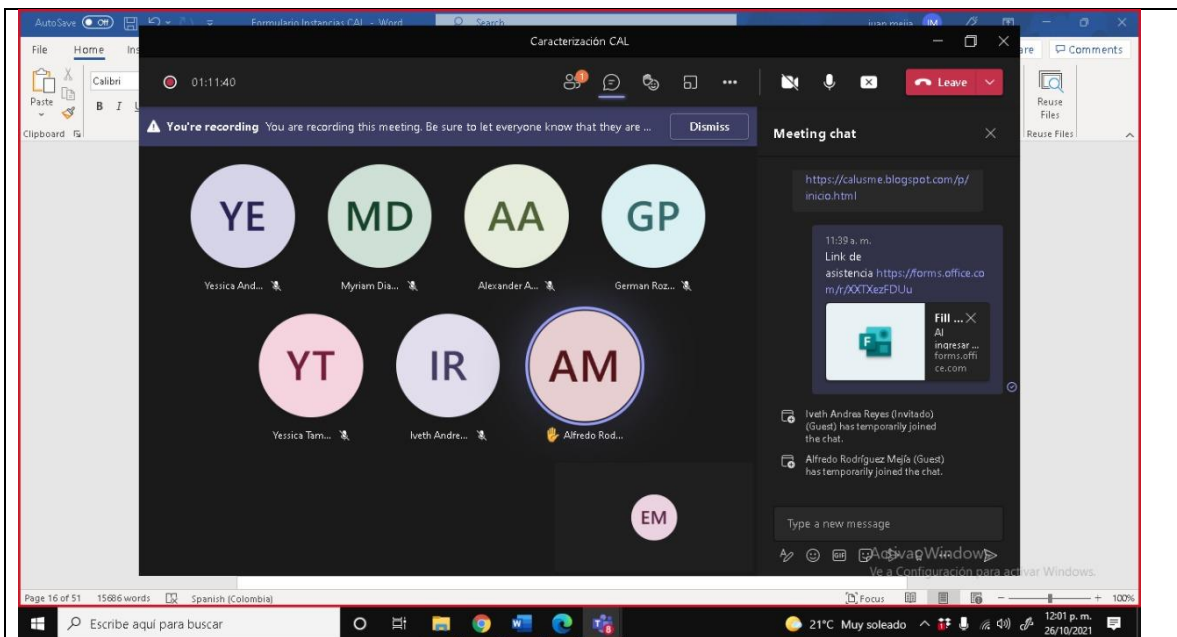 AutoSave Off Formulario Instancias CAL - Word Search juan mejia JM
File Home Ins
Comments
Calibri
Paste
B I U
Clipboard
Reuse
Files
Reuse Files
Caracterización CAL
01:11:40
1
Leave
You're recording You are recording this meeting. Be sure to let everyone know that they are ... Dismiss
YE
MD
AA
GP
Yessica And...
Myriam Dia...
Alexander A...
German Roz...
YT
IR
AM
Yessica Tam...
Iveth Andre...
Alfredo Rod...
EM
Meeting chat
https://calusme.blogspot.com/p/
inicio.html
11:39 a. m.
Link de
asistencia https://forms.office.co
m/r/XXTXezFDUu
Fill ...
Al
ingresar ...
forms.offi
ce.com
Iveth Andrea Reyes (Invitado)
(Guest) has temporarily joined
the chat.
Alfredo Rodríguez Mejía (Guest)
has temporarily joined the chat.
Type a new message
GIF
Activar Windows
Ve a Configuración para activar Windows.
Page 16 of 51 15686 words Spanish (Colombia) Focus 100%
Escribe aquí para buscar
21°C Muy soleado
12:01 p. m.
26/10/2021